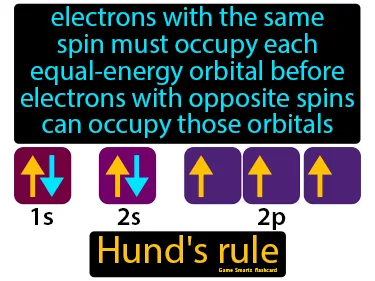 electrons with the same
spin must occupy each
equal-energy orbital before
electrons with opposite spins
can occupy those orbitals
1s 2s 2p
Hund's rule
Game Smartz flashcard